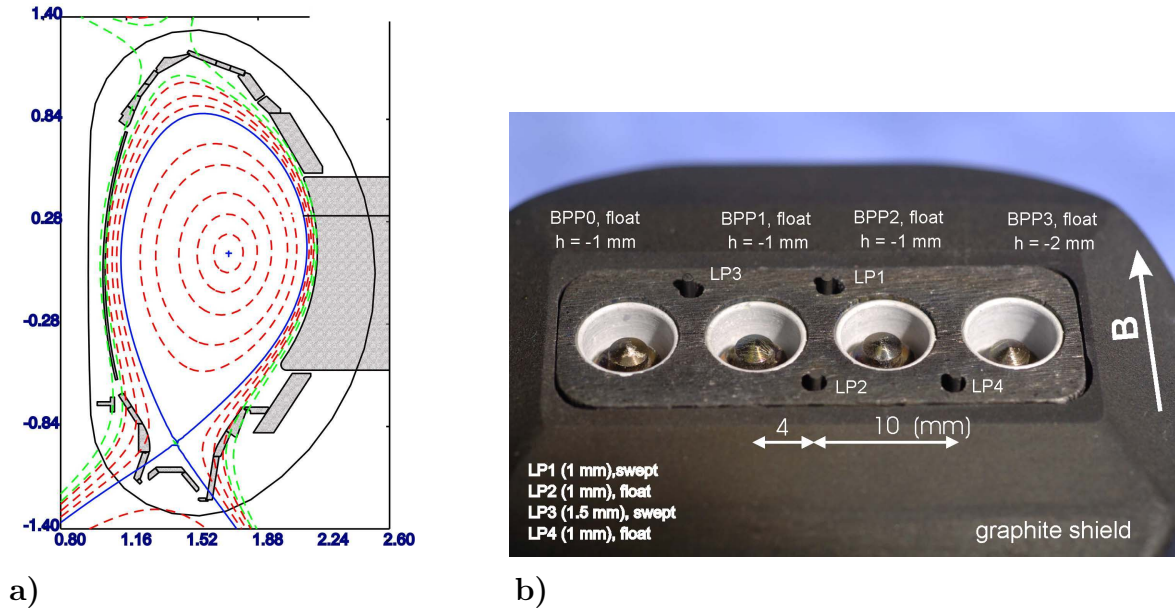 1.40
0.84
0.28
-0.28
-0.84
-1.40
0.80 1.16 1.52 1.88 2.24 2.60
a)
BPP0, float BPP1, float BPP2, float BPP3, float
h = -1 mm h = -1 mm h = -1 mm h = -2 mm
LP3 LP1
B
LP2 LP4
4 10 (mm)
LP1 (1 mm),swept
LP2 (1 mm), float
LP3 (1.5 mm), swept
LP4 (1 mm), float
graphite shield
b)